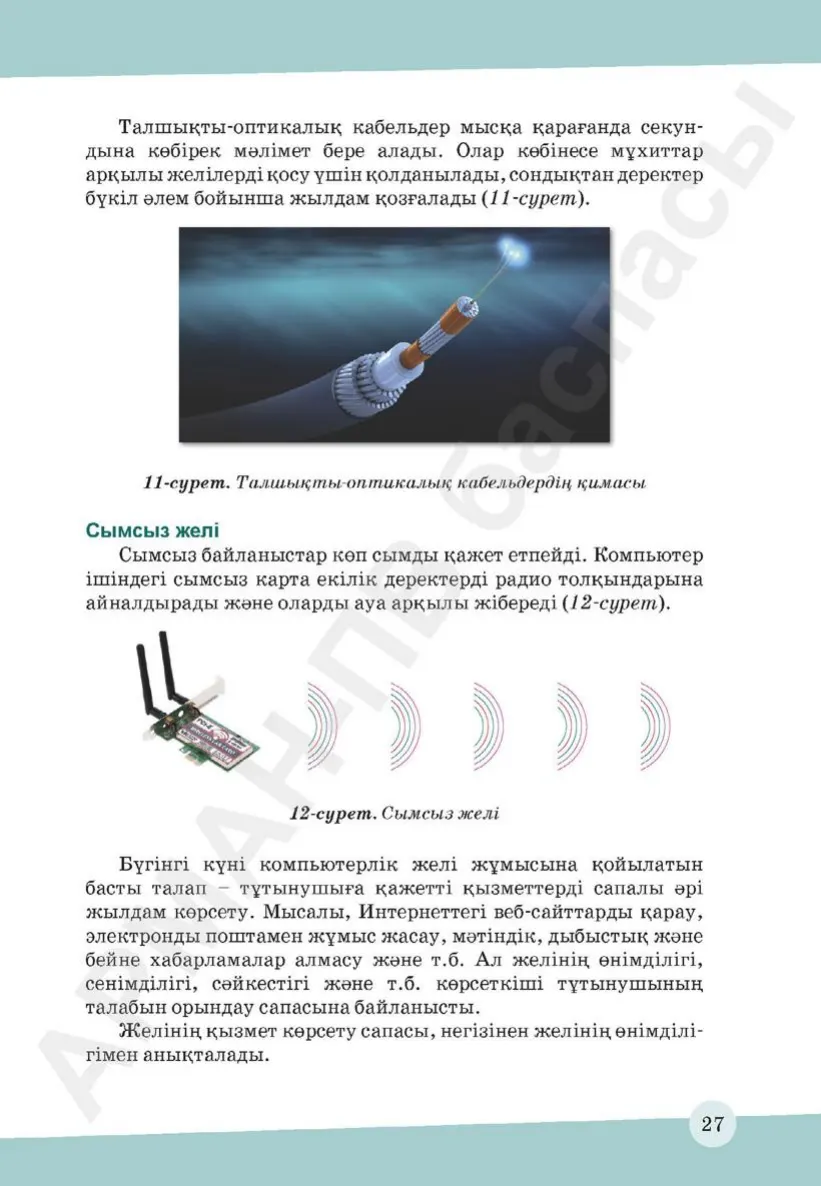 Талшықты-оптикалық кабельдер мысқа қарағанда секун-
дына көбірек мәлімет бере алады. Олар көбінесе мұхиттар
арқылы желілерді қосу үшін қолданылады, сондықтан деректер
бүкіл әлем бойынша жылдам қозғалады (11-сурет).
11-сурет. Талшықты-оптикалық кабельдердің қимасы
Сымсыз желі
Сымсыз байланыстар көп сымды қажет етпейді. Компьютер
ішіндегі сымсыз карта екілік деректерді радио толқындарына
айналдырады және оларды ауа арқылы жібереді (12-сурет).
12-сурет. Сымсыз желі
Бүгінгі күні компьютерлік желі жұмысына қойылатын
басты талап – тұтынушыға қажетті қызметтерді сапалы әрі
жылдам көрсету. Мысалы, Интернеттегі веб-сайттарды қарау,
электронды поштамен жұмыс жасау, мәтіндік, дыбыстық және
бейне хабарламалар алмасу және т.б. Ал желінің өнімділігі,
сенімділігі, сәйкестігі және т.б. көрсеткіші тұтынушының
талабын орындау сапасына байланысты.
Желінің қызмет көрсету сапасы, негізінен желінің өнімділі-
гімен анықталады.
27
АРМАН-ПВ баспасы